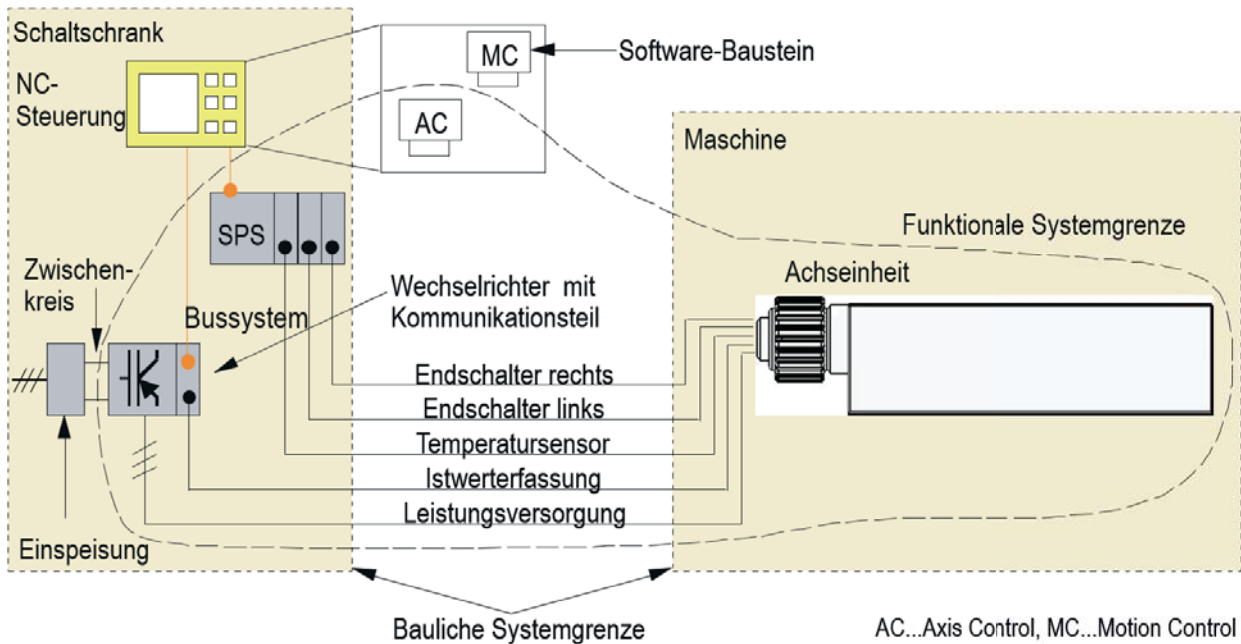 Schaltschrank
NC-
Steuerung
MC
Software-Baustein
AC
Maschine
SPS
Funktionale Systemgrenze
Achseinheit
Zwischen-
kreis
Bussystem
Wechselrichter mit
Kommunikationsteil
Endschalter rechts
Endschalter links
Temperatursensor
Istwerterfassung
Leistungsversorgung
Einspeisung
Bauliche Systemgrenze
AC...Axis Control, MC...Motion Control